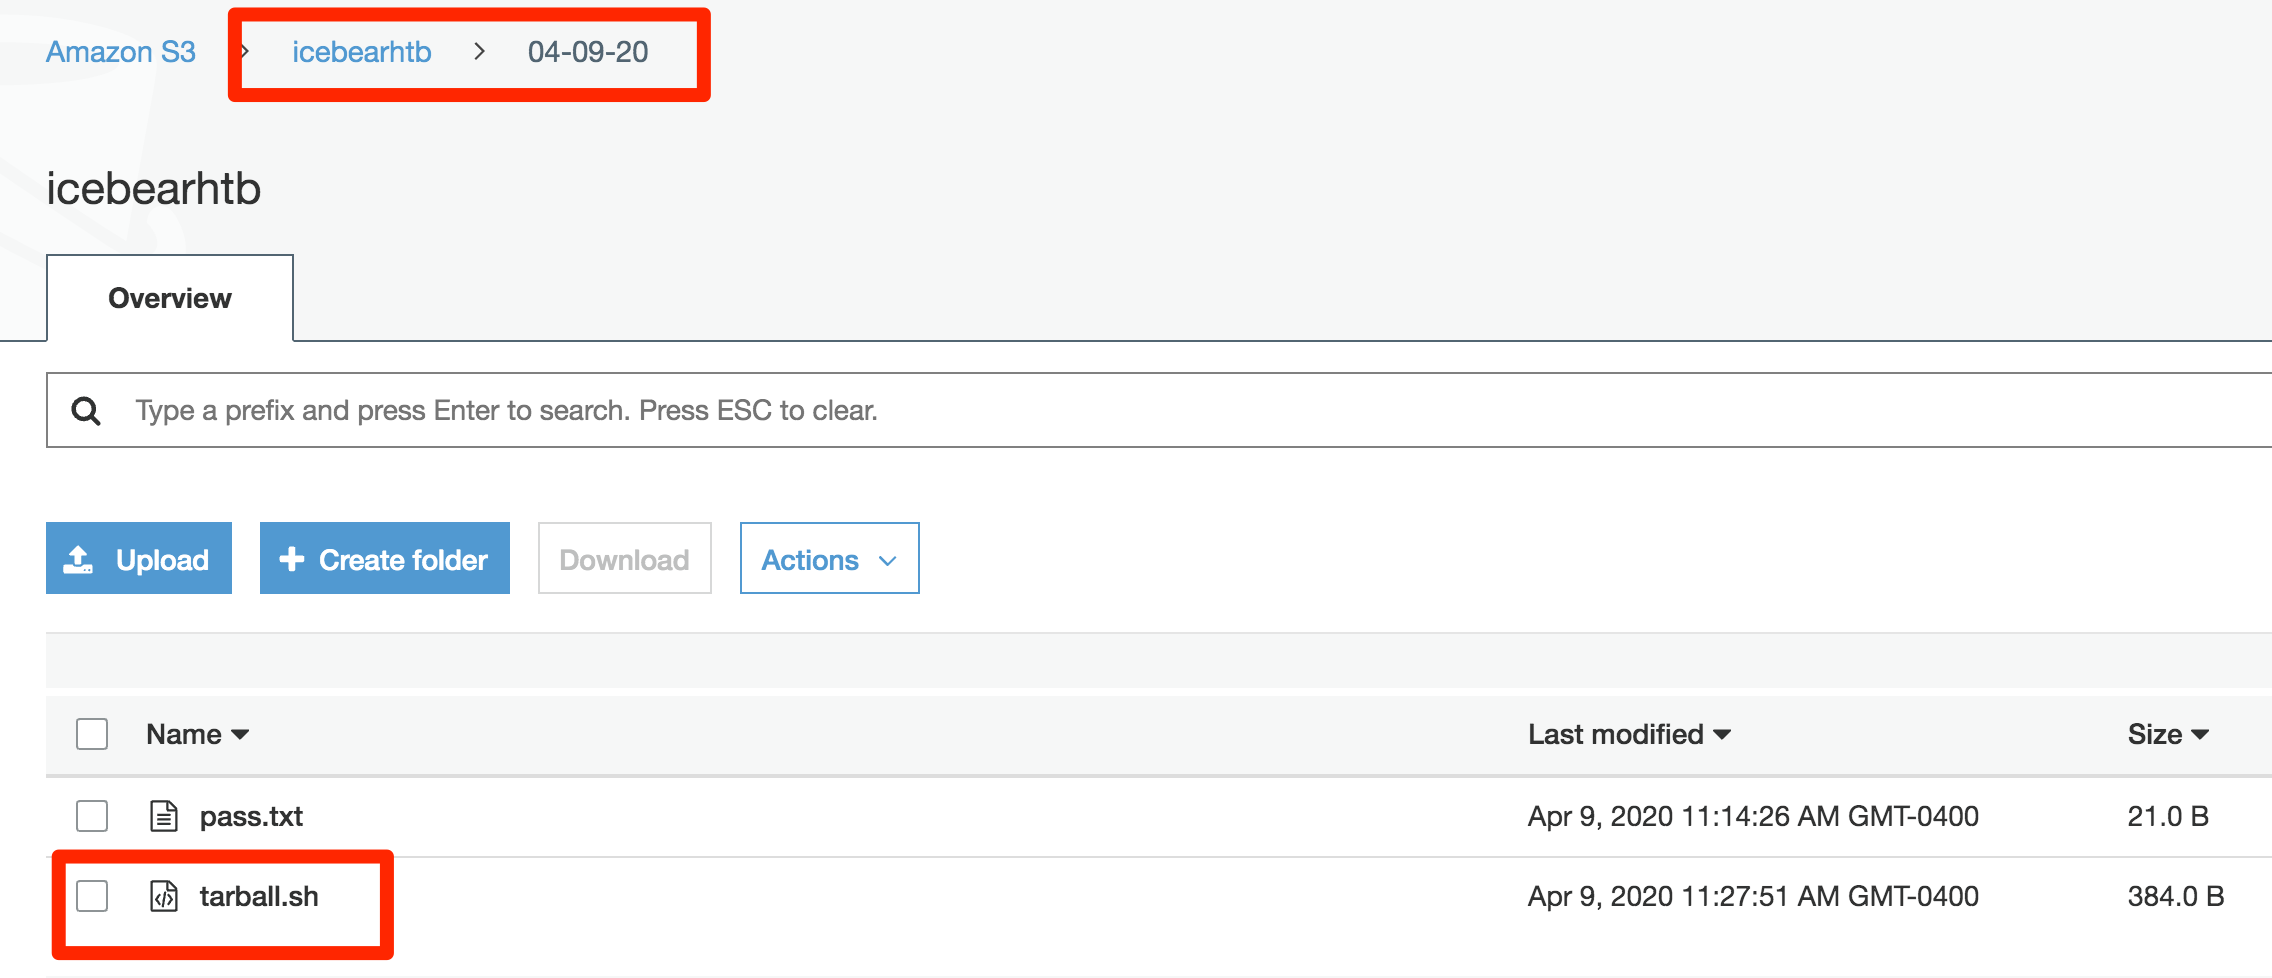 Amazon S3 > icebearhtb > 04-09-20
icebearhtb
Overview
Type a prefix and press Enter to search. Press ESC to clear.
Upload Create folder Download Actions
Name Last modified Size
pass.txt Apr 9, 2020 11:14:26 AM GMT-0400 21.0 B
tarball.sh Apr 9, 2020 11:27:51 AM GMT-0400 384.0 B